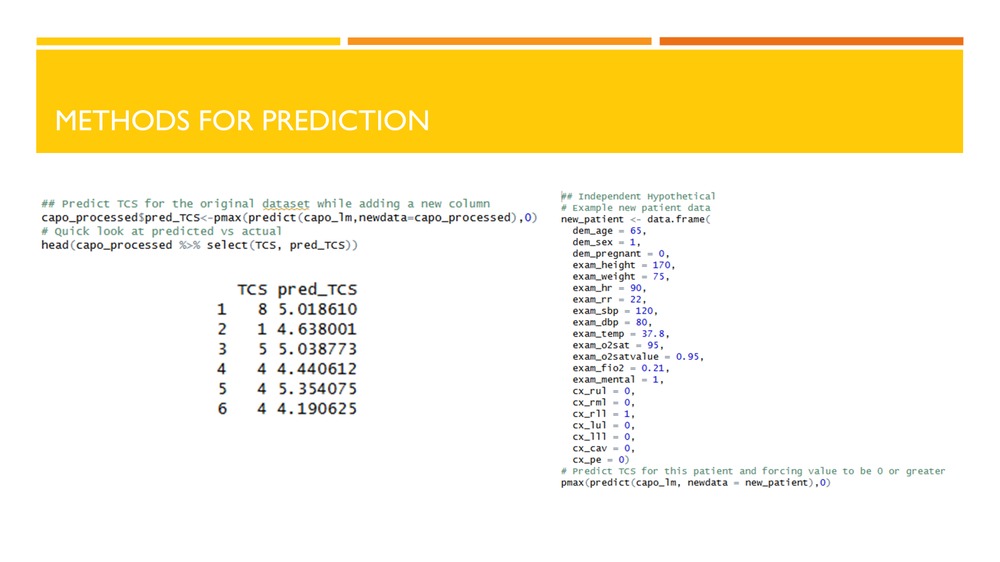 METHODS FOR PREDICTION
## Predict TCS for the original dataset while adding a new column
capo_processed$pred_TCS<-pmax(predict(capo_lm,newdata=capo_processed),0)
# Quick look at predicted vs actual
head(capo_processed %>% select(TCS, pred_TCS))
TCS pred_TCS
1 8 5.018610
2 1 4.638001
3 5 5.038773
4 4 4.440612
5 4 5.354075
6 4 4.190625
## Independent Hypothetical
# Example new patient data
new_patient <- data.frame(
dem_age = 65,
dem_sex = 1,
dem_pregnant = 0,
exam_height = 170,
exam_weight = 75,
exam_hr = 90,
exam_rr = 22,
exam_sbp = 120,
exam_dbp = 80,
exam_temp = 37.8,
exam_o2sat = 95,
exam_o2satvalue = 0.95,
exam_fio2 = 0.21,
exam_mental = 1,
cx_rul = 0,
cx_rml = 0,
cx_rll = 1,
cx_lul = 0,
cx_lll = 0,
cx_cav = 0,
cx_pe = 0)
# Predict TCS for this patient and forcing value to be 0 or greater
pmax(predict(capo_lm, newdata = new_patient),0)